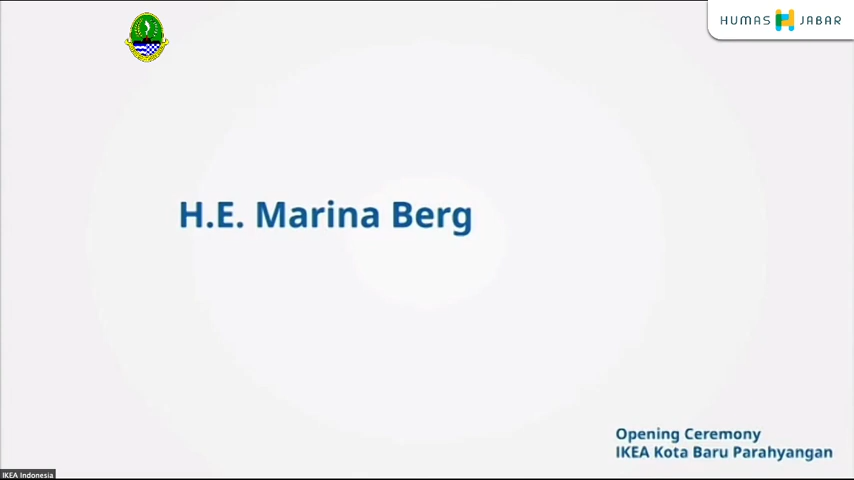 HUMAS JABAR
H.E. Marina Berg
Opening Ceremony
IKEA Kota Baru Parahyangan
IKEA Indonesia